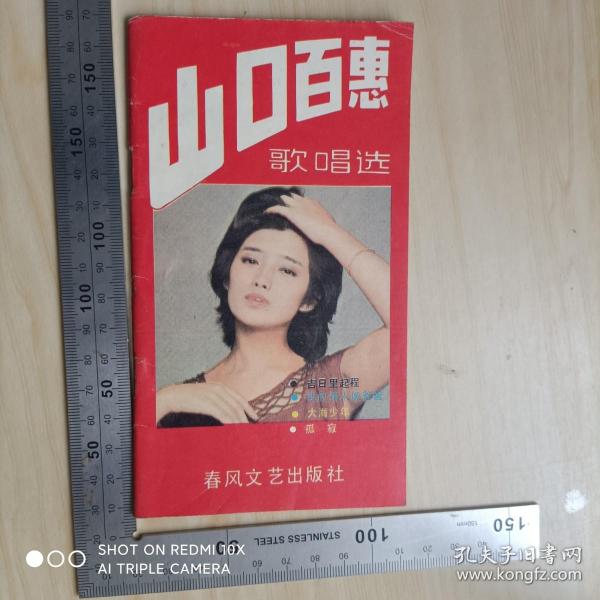 山口百惠
歌唱选
吉日里起程
大海少年
孤寂
春风文艺出版社
STAINLESS STEEL
SHOT ON REDMI 10X
AI TRIPLE CAMERA
孔夫子旧书网
www.kongfz.com